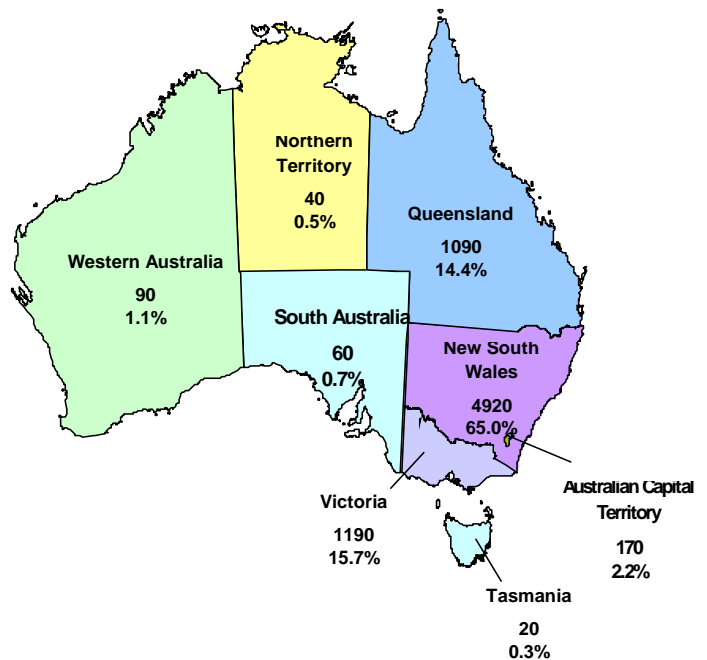 Northern
Territory
40
0.5%
Queensland
1090
14.4%
Western Australia
90
1.1%
South Australia
60
0.7%
New South
Wales
4920
65.0%
Victoria
1190
15.7%
Australian Capital
Territory
170
2.2%
Tasmania
20
0.3%